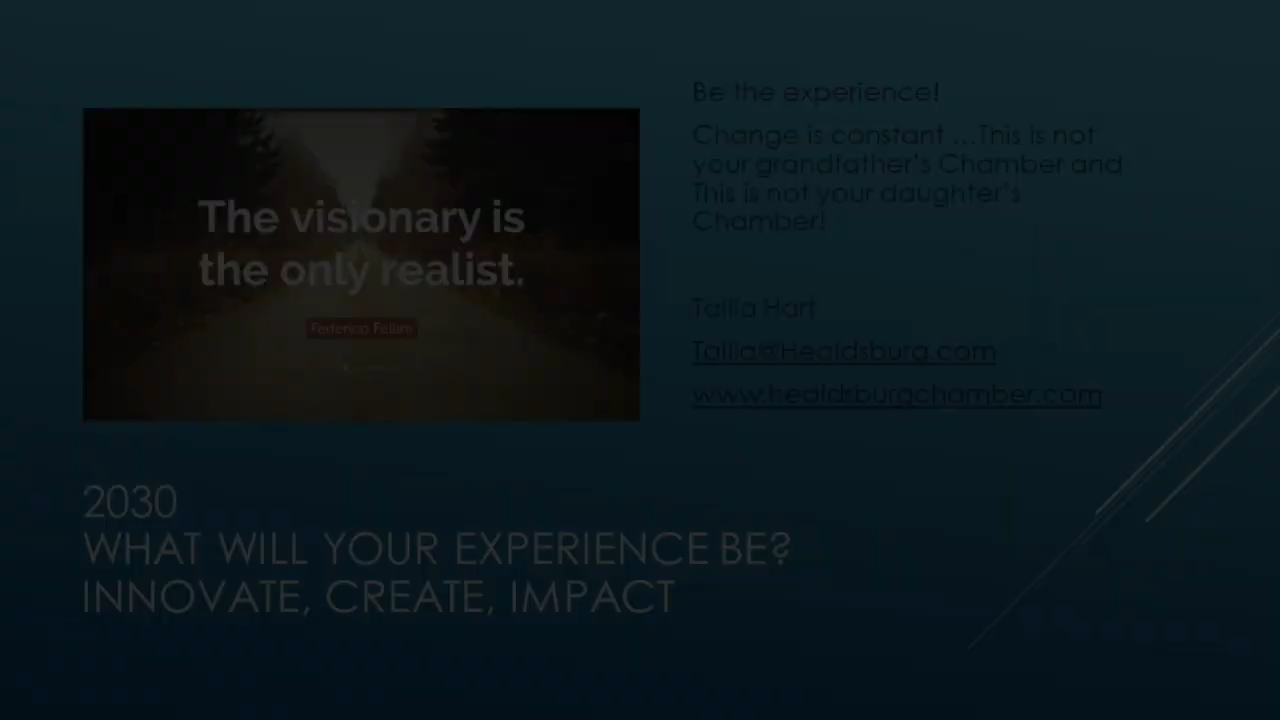 The visionary is
the only realist.
Federico Fellini
Be the experience!
Change is constant ...This is not
your grandfather's Chamber and
This is not your daughter's
Chamber!
Tallia Hart
Tallia@Healdsburg.com
www.healdsburgchamber.com
2030
WHAT WILL YOUR EXPERIENCE BE?
INNOVATE, CREATE, IMPACT